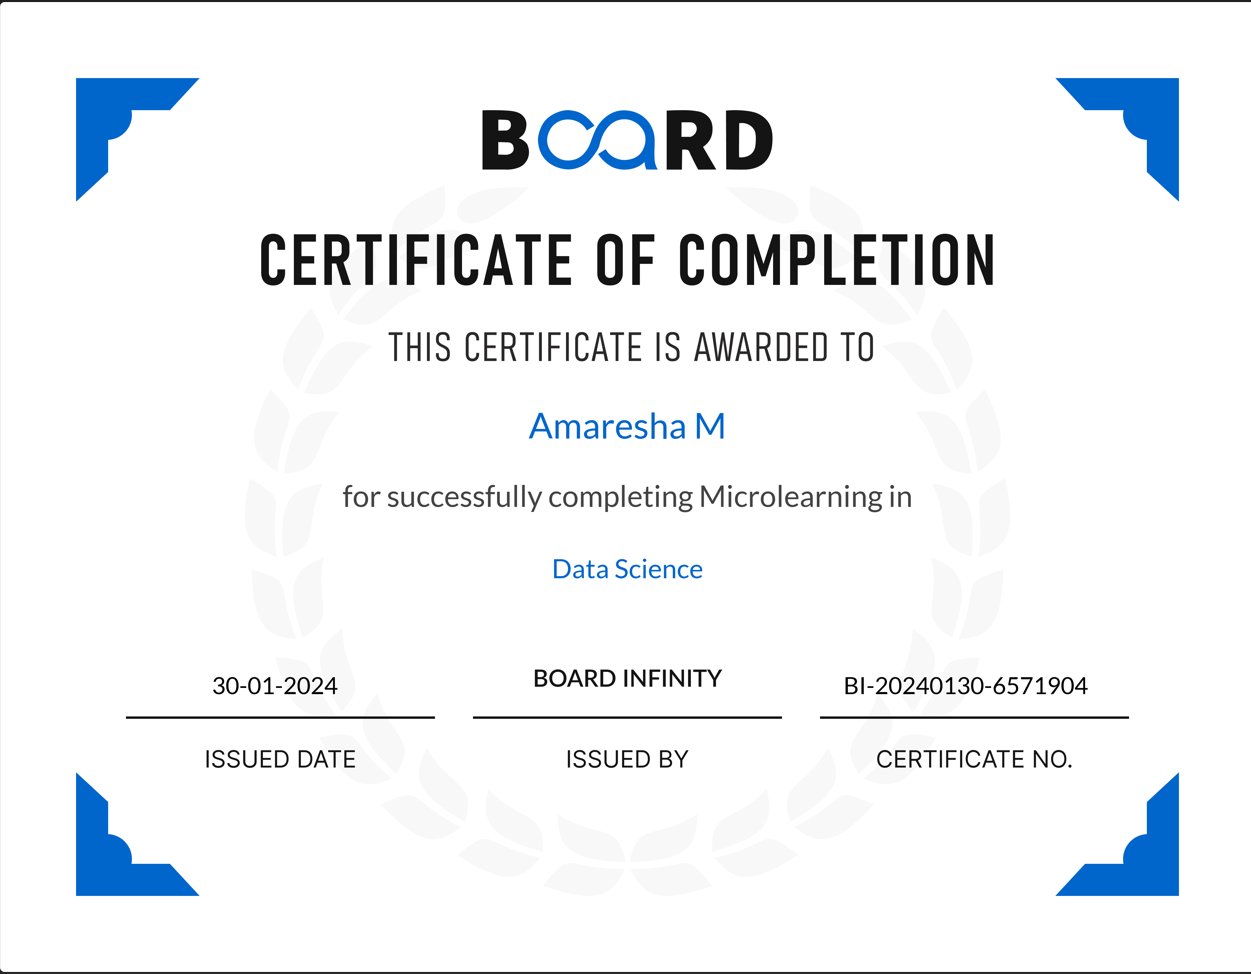 BOARD
CERTIFICATE OF COMPLETION
THIS CERTIFICATE IS AWARDED TO
Amaresha M
for successfully completing Microlearning in
Data Science
30-01-2024
BOARD INFINITY
BI-20240130-6571904
ISSUED DATE
ISSUED BY
CERTIFICATE NO.